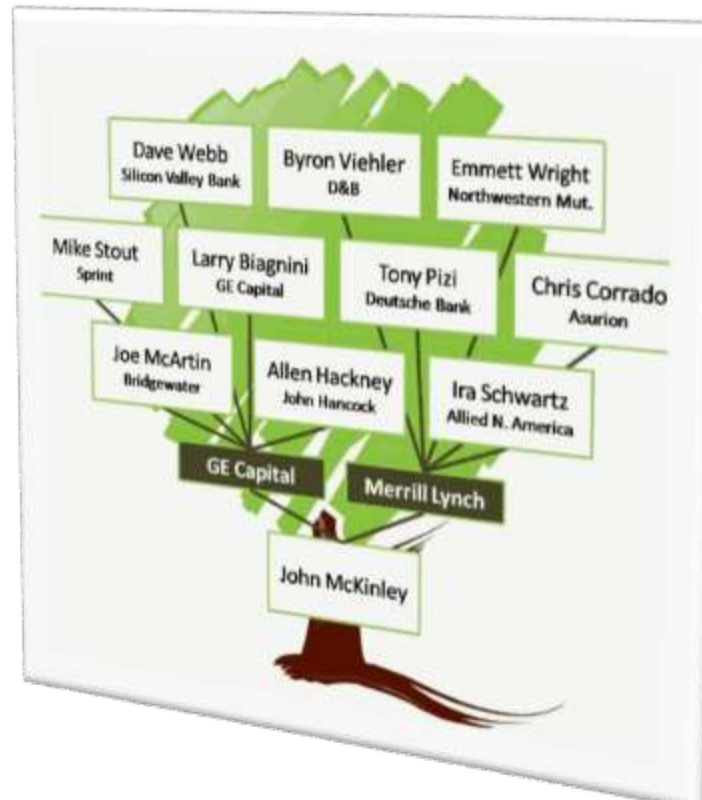 Dave Webb
Silicon Valley Bank
Byron Viehler
D&B
Emmett Wright
Northwestern Mut.
Mike Stout
Sprint
Larry Biagnini
GE Capital
Tony Pizi
Deutsche Bank
Chris Corrado
Asurion
Joe McArtin
Bridgewater
Allen Hackney
John Hancock
Ira Schwartz
Allied N. America
GE Capital
Merrill Lynch
John McKinley